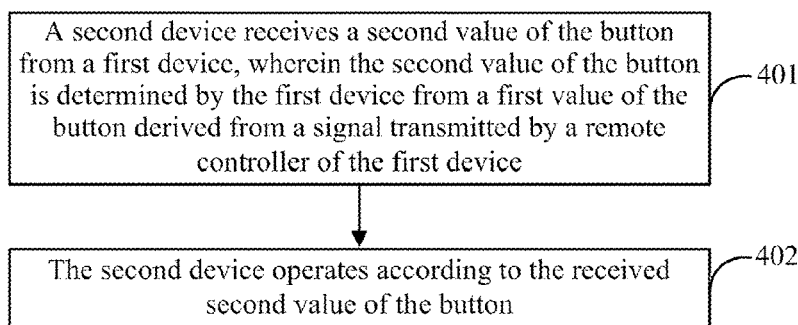 A second device receives a second value of the button
from a first device, wherein the second value of the button
is determined by the first device from a first value of the
button derived from a signal transmitted by a remote
controller of the first device
401
The second device operates according to the received
second value of the button
402